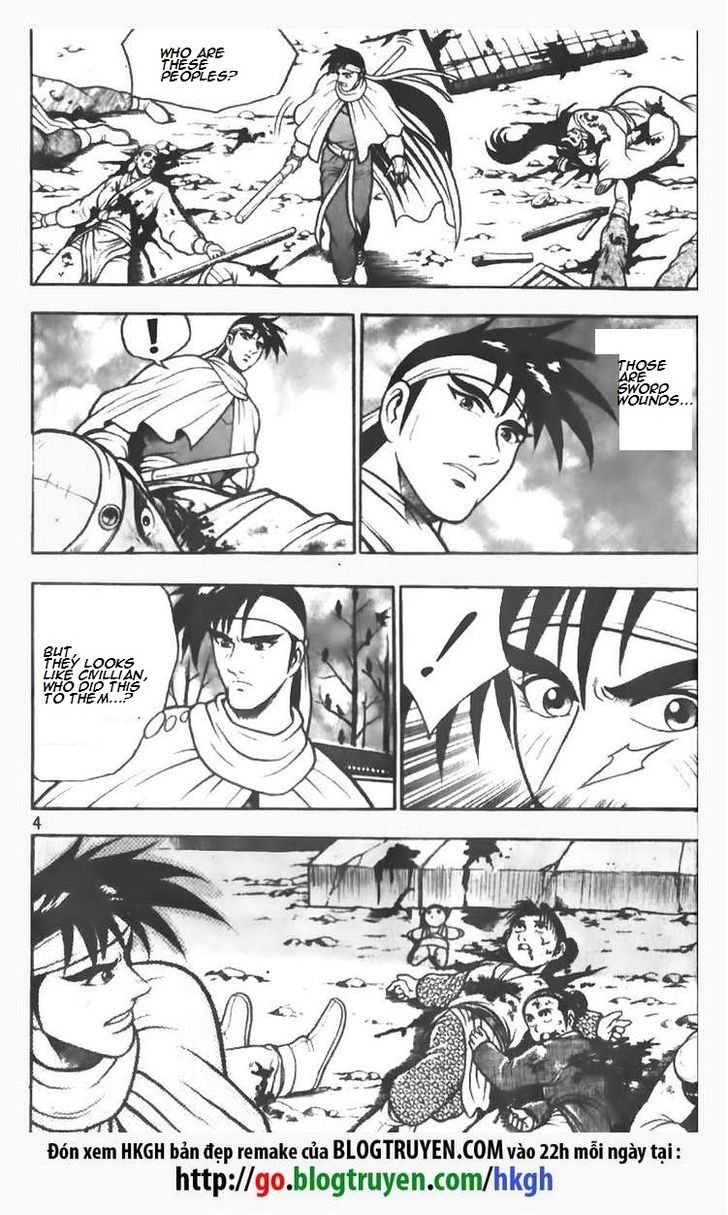 WHO ARE
THESE
PEOPLES?
!
THOSE
ARE
SWORD
WOUNDS...
BUT,
THEY LOOKS
LIKE CIVILLIAN,
WHO DID THIS
TO THEM...?
!
4
Đón xem HKGH bản đẹp remake của BLOGTRUYEN.COM vào 22h mỗi ngày tại :
http://go.blogtruyen.com/hkgh